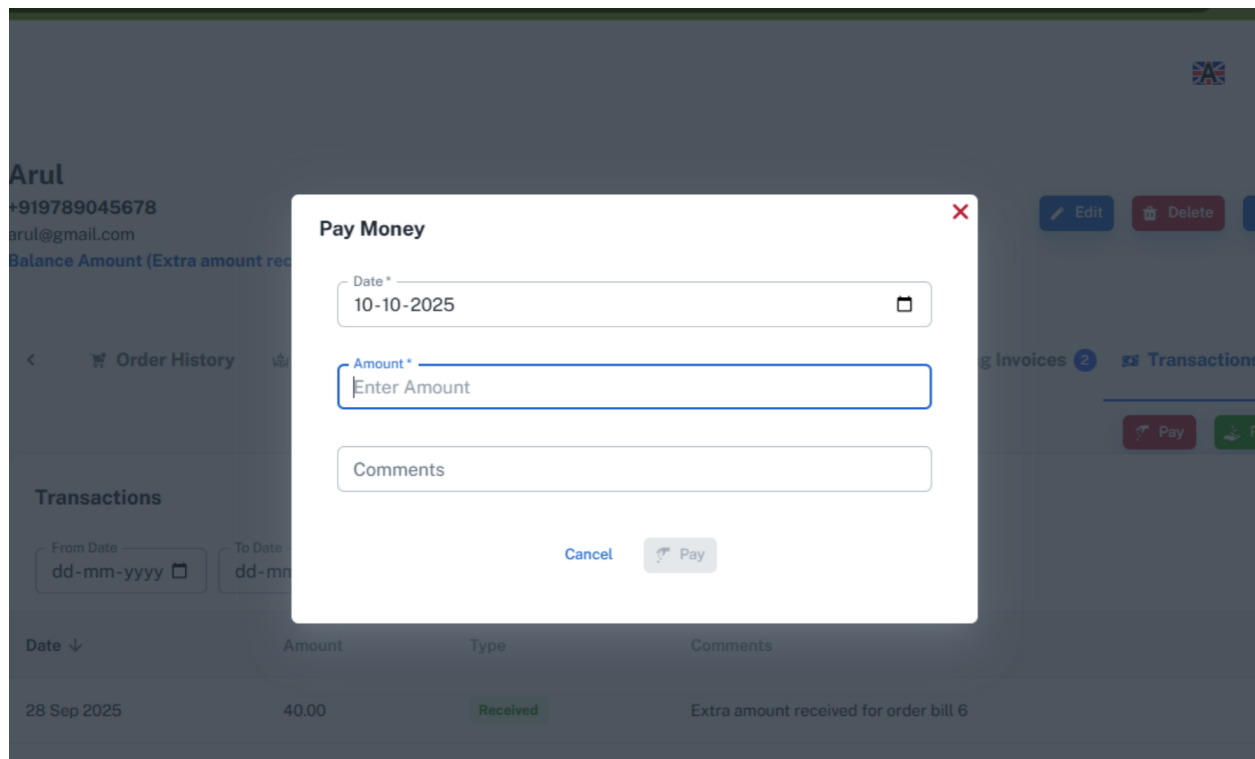 A
Arul
+919789045678
arul@gmail.com
Balance Amount (Extra amount rec
Edit
Delete
Pay Money
Date *
10-10-2025
Amount *
Enter Amount
Comments
Cancel
Pay
Order History
g Invoices 2
Transactions
Pay
Transactions
From Date
dd-mm-yyyy
To Date
dd-mm
Date
Amount
Type
Comments
28 Sep 2025
40.00
Received
Extra amount received for order bill 6